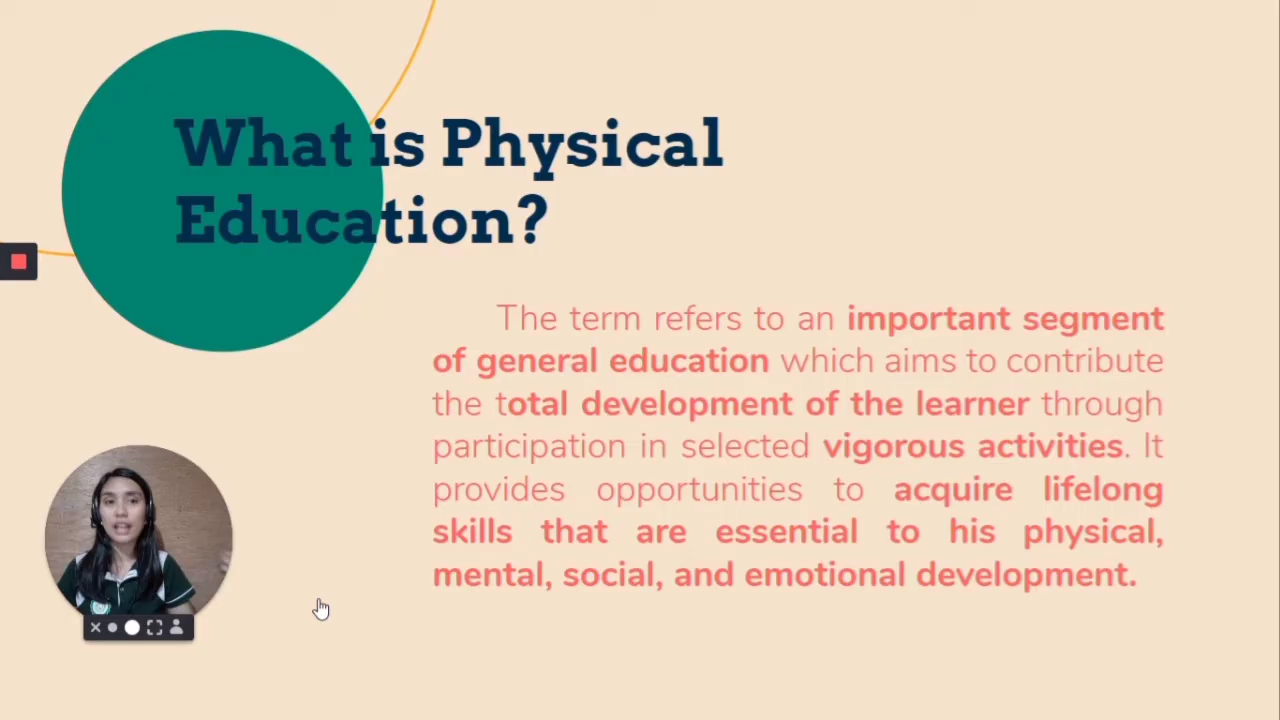 What is Physical
Education?
The term refers to an important segment
of general education which aims to contribute
the total development of the learner through
participation in selected vigorous activities. It
provides opportunities to acquire lifelong
skills that are essential to his physical,
mental, social, and emotional development.